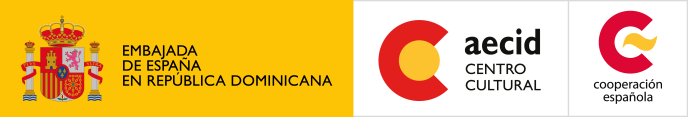 EMBAJADA
DE ESPAÑA
EN REPÚBLICA DOMINICANA
aecid
CENTRO
CULTURAL
cooperación
española